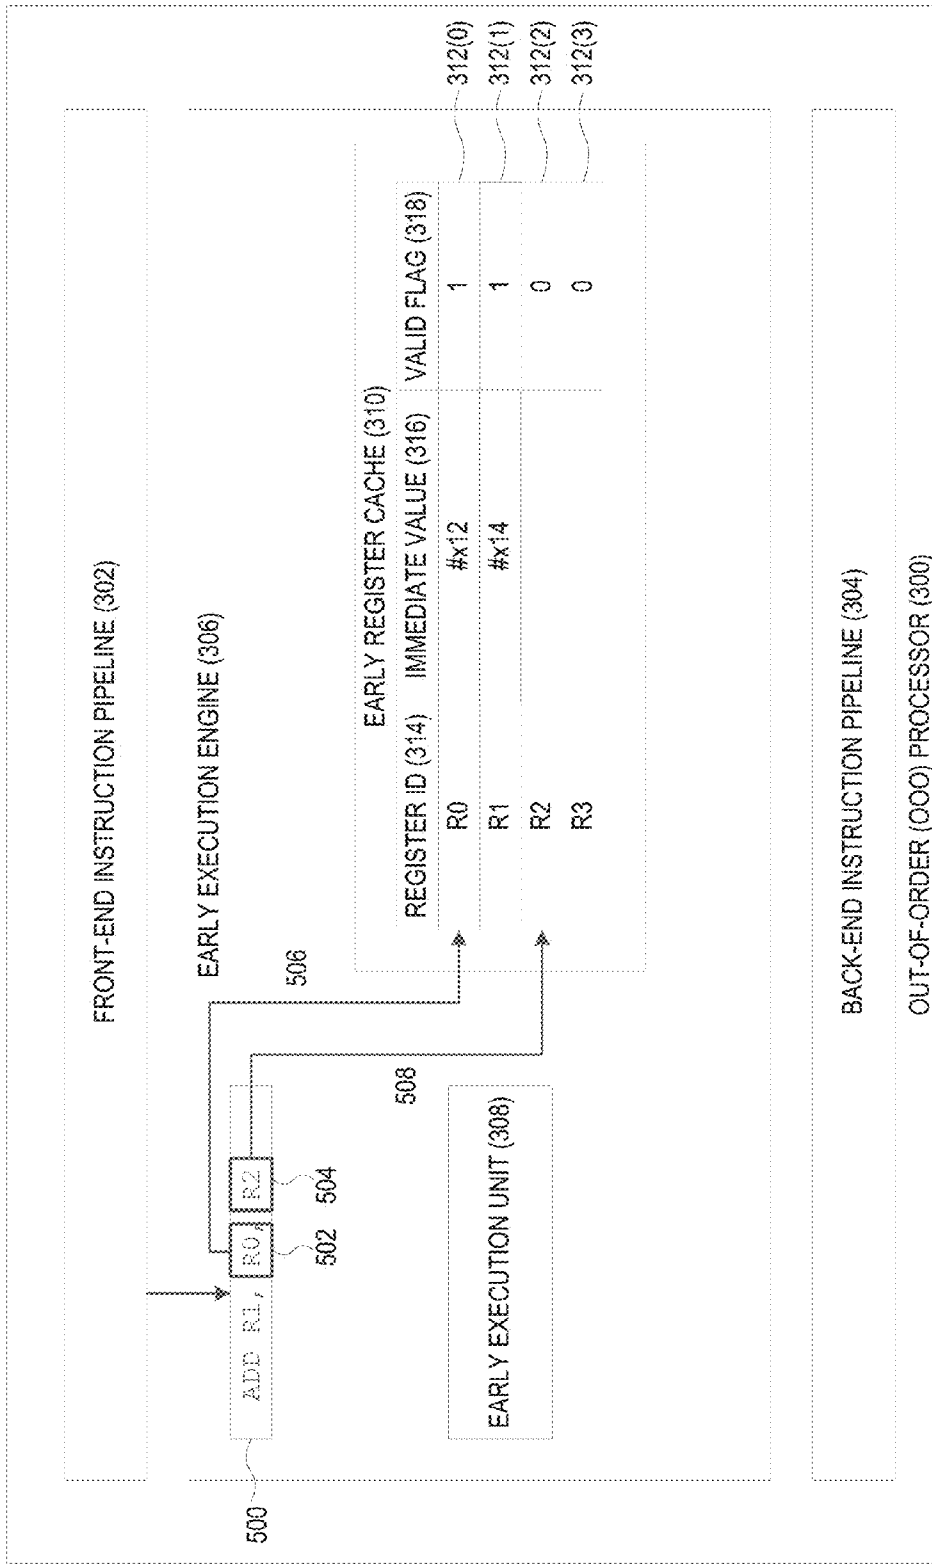 FRONT-END INSTRUCTION PIPELINE (302)
500
ADD R1, R0, R2
502
504
506
508
EARLY EXECUTION ENGINE (306)
EARLY EXECUTION UNIT (308)
EARLY REGISTER CACHE (310)
REGISTER ID (314) IMMEDIATE VALUE (316) VALID FLAG (318)
R0 #x12 1 312(0)
R1 #x14 1 312(1)
R2 0 312(2)
R3 0 312(3)
BACK-END INSTRUCTION PIPELINE (304)
OUT-OF-ORDER (OOO) PROCESSOR (300)